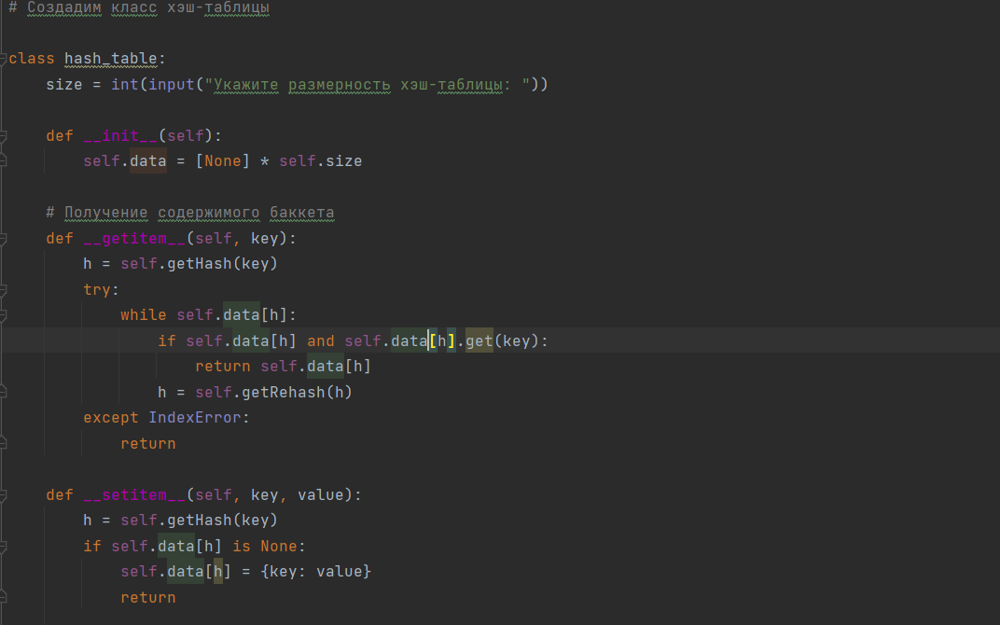 # Создадим класс хэш-таблицы
class hash_table:
    size = int(input("Укажите размерность хэш-таблицы: "))
    def __init__(self):
        self.data = [None] * self.size
    # Получение содержимого баккета
    def __getitem__(self, key):
        h = self.getHash(key)
        try:
            while self.data[h]:
                if self.data[h] and self.data[h].get(key):
                    return self.data[h]
                h = self.getRehash(h)
        except IndexError:
            return
    def __setitem__(self, key, value):
        h = self.getHash(key)
        if self.data[h] is None:
            self.data[h] = {key: value}
            return